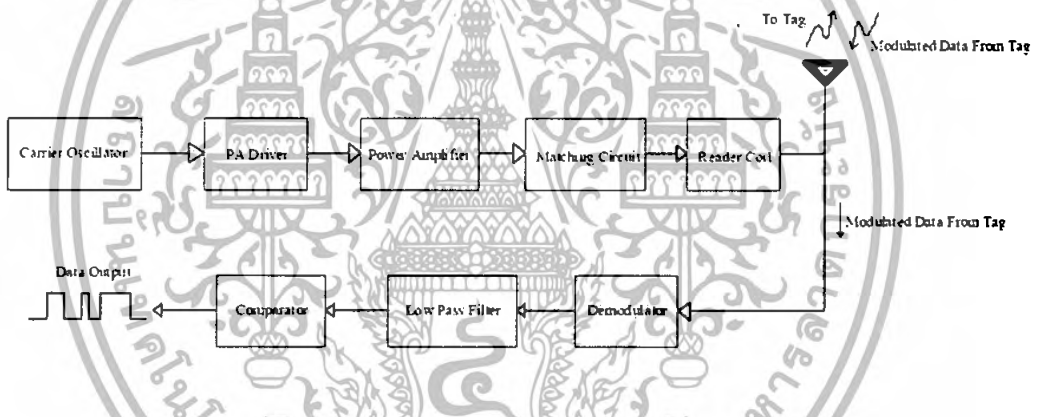 To Tag
Modulated Data From Tag
Carrier Oscillator
PA Driver
Power Amplifier
Matching Circuit
Reader Coil
Modulated Data From Tag
Data Output
Comparator
Low Pass Filter
Demodulator